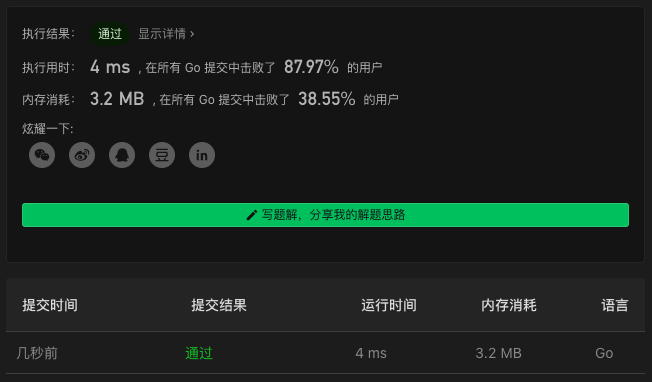 执行结果： 通过 显示详情 ›
执行用时： 4 ms , 在所有 Go 提交中击败了 87.97% 的用户
内存消耗： 3.2 MB , 在所有 Go 提交中击败了 38.55% 的用户
炫耀一下:
豆 in
写题解，分享我的解题思路
提交时间 提交结果 运行时间 内存消耗 语言
几秒前 通过 4 ms 3.2 MB Go